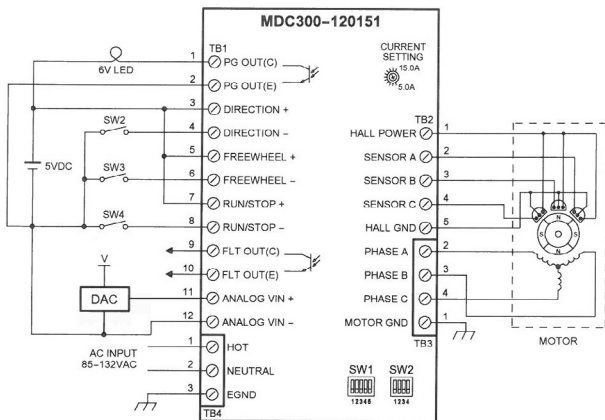 MDC300-120151
TB1
1 PG OUT(C)
6V LED
2 PG OUT(E)
3 DIRECTION +
SW2
4 DIRECTION −
5VDC
5 FREEWHEEL +
SW3
6 FREEWHEEL −
7 RUN/STOP +
SW4
8 RUN/STOP −
9 FLT OUT(C)
10 FLT OUT(E)
V
DAC
11 ANALOG VIN +
12 ANALOG VIN −
AC INPUT
85-132VAC
1 HOT
2 NEUTRAL
3 EGND
TB4
CURRENT
SETTING
15.0A
5.0A
TB2
HALL POWER 1
SENSOR A 2
SENSOR B 3
SENSOR C 4
HALL GND 5
PHASE A 2
PHASE B 3
PHASE C 4
MOTOR GND 1
TB3
SW1 SW2
12345 1234
N
S S
N
MOTOR